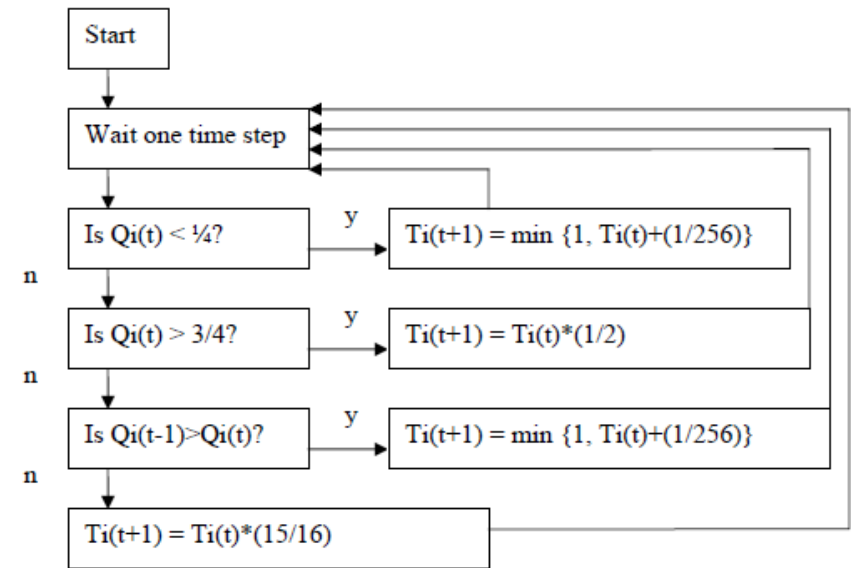 Start
Wait one time step
Is Qi(t) < ¼?
y
Ti(t+1) = min {1, Ti(t)+(1/256)}
n
Is Qi(t) > 3/4?
y
Ti(t+1) = Ti(t)*(1/2)
n
Is Qi(t-1)>Qi(t)?
y
Ti(t+1) = min {1, Ti(t)+(1/256)}
n
Ti(t+1) = Ti(t)*(15/16)